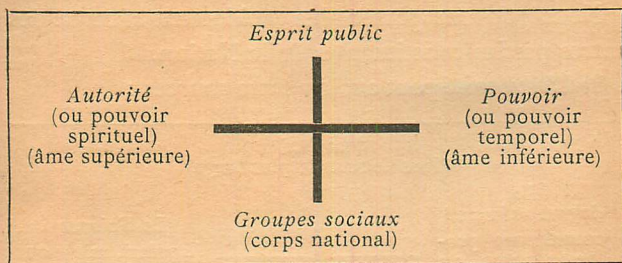 Esprit public
Autorité
(ou pouvoir
spirituel)
(âme supérieure)
Pouvoir
(ou pouvoir
temporel)
(âme inférieure)
Groupes sociaux
(corps national)